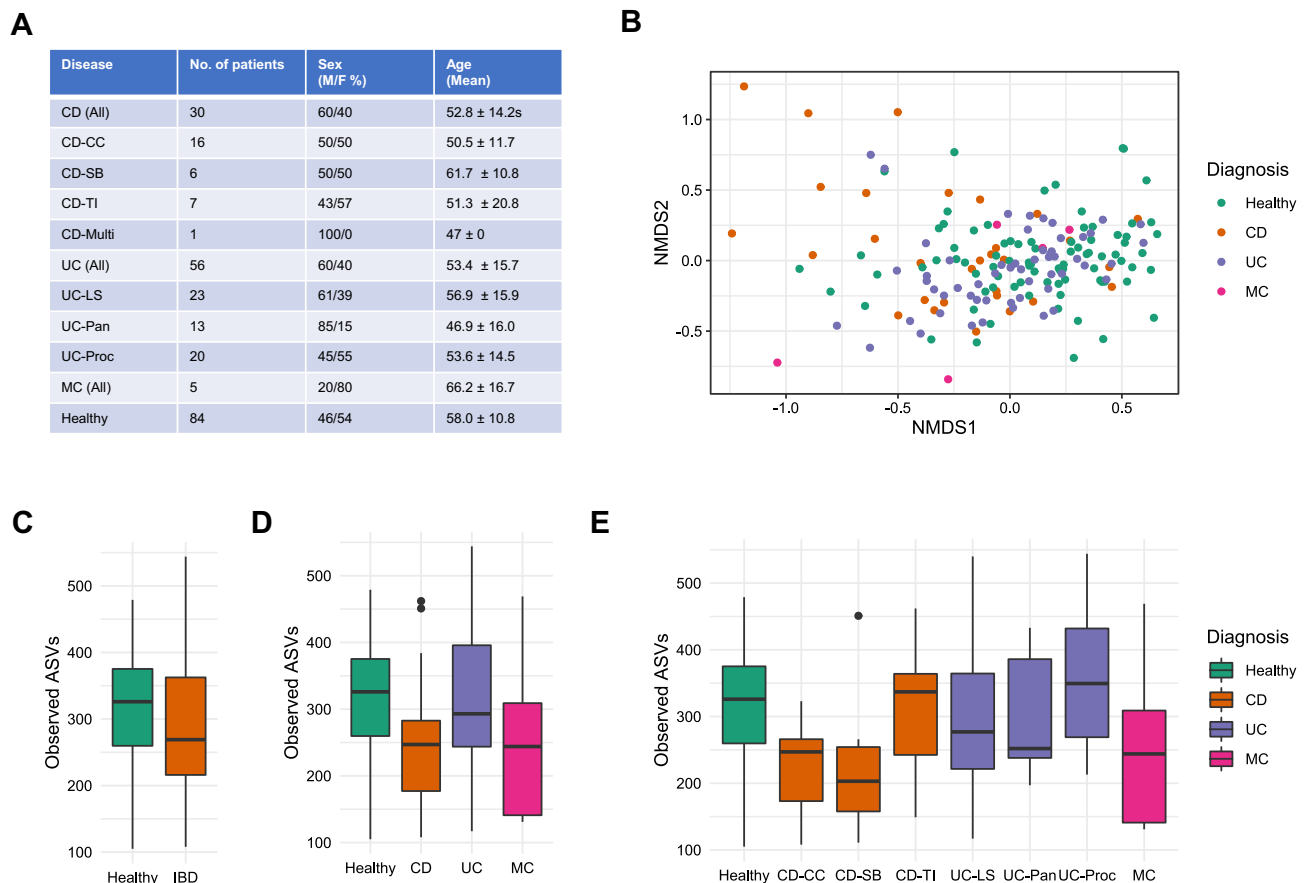 A
Disease No. of patients Sex (M/F %) Age (Mean)
CD (All) 30 60/40 52.8 ± 14.2s
CD-CC 16 50/50 50.5 ± 11.7
CD-SB 6 50/50 61.7 ± 10.8
CD-TI 7 43/57 51.3 ± 20.8
CD-Multi 1 100/0 47 ± 0
UC (All) 56 60/40 53.4 ± 15.7
UC-LS 23 61/39 56.9 ± 15.9
UC-Pan 13 85/15 46.9 ± 16.0
UC-Proc 20 45/55 53.6 ± 14.5
MC (All) 5 20/80 66.2 ± 16.7
Healthy 84 46/54 58.0 ± 10.8
B
NMDS2
1.0
0.5
0.0
-0.5
-1.0 -0.5 0.0 0.5
NMDS1
Diagnosis
Healthy
CD
UC
MC
C
Observed ASVs
500
400
300
200
100
Healthy IBD
D
Observed ASVs
500
400
300
200
100
Healthy CD UC MC
E
Observed ASVs
500
400
300
200
100
Healthy CD-CC CD-SB CD-TI UC-LS UC-Pan UC-Proc MC
Diagnosis
Healthy
CD
UC
MC